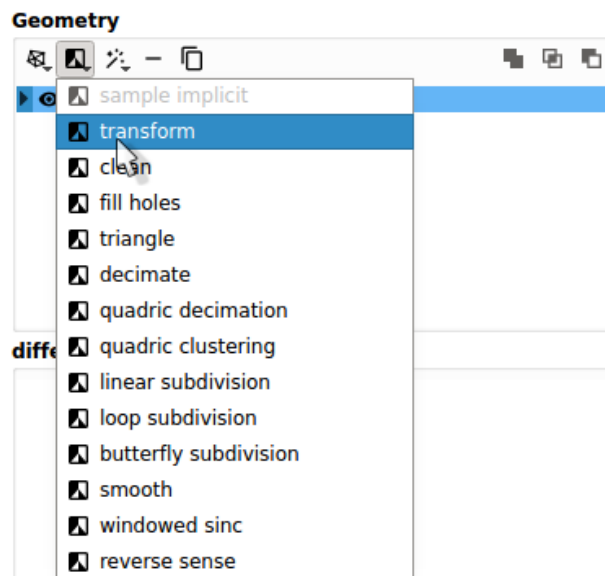 Geometry
sample implicit
transform
clean
fill holes
triangle
decimate
quadric decimation
diffe
quadric clustering
linear subdivision
loop subdivision
butterfly subdivision
smooth
windowed sinc
reverse sense